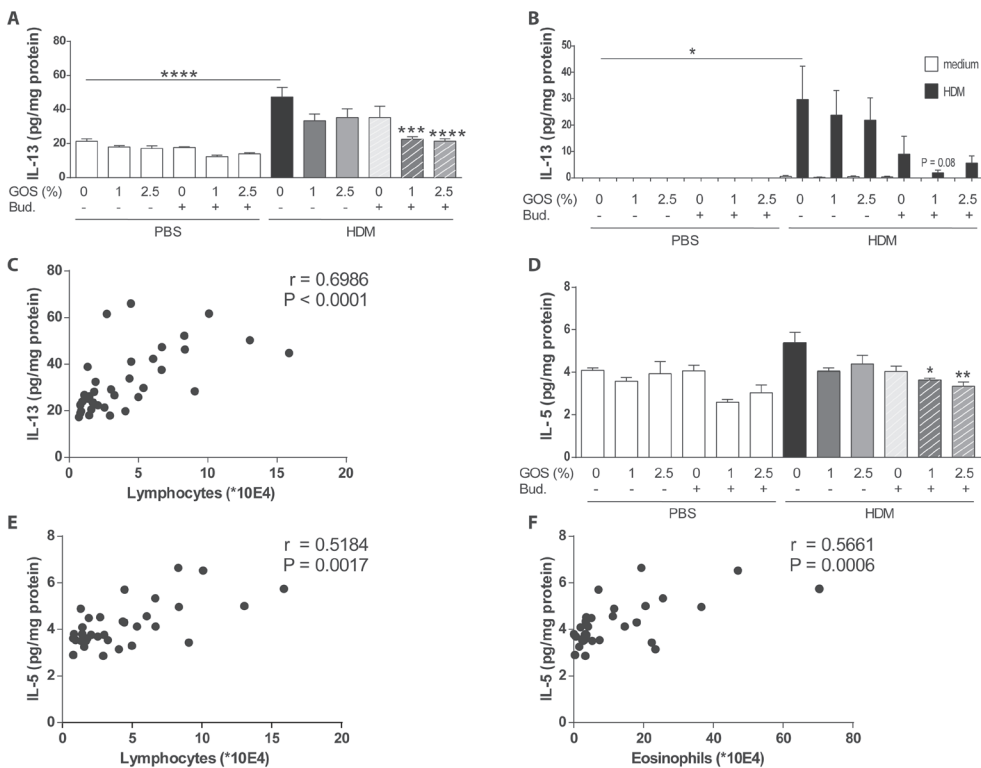 A
IL-13 (pg/mg protein)
80
60
40
20
0
****
***
****
GOS (%) 0 1 2.5 0 1 2.5 0 1 2.5 0 1 2.5
Bud. - - - + + + - - - + + +
PBS HDM
B
IL-13 (pg/mg protein)
50
40
30
20
10
0
*
medium
HDM
P = 0.08
GOS (%) 0 1 2.5 0 1 2.5 0 1 2.5 0 1 2.5
Bud. - - - + + + - - - + + +
PBS HDM
C
r = 0.6986
P < 0.0001
IL-13 (pg/mg protein)
80
60
40
20
0
0 5 10 15 20
Lymphocytes (*10E4)
D
IL- 5 (pg/mg protein)
8
6
4
2
0
*
**
GOS (%) 0 1 2.5 0 1 2.5 0 1 2.5 0 1 2.5
Bud. - - - + + + - - - + + +
PBS HDM
E
r = 0.5184
P = 0.0017
IL-5 (pg/mg protein)
8
6
4
2
0
0 5 10 15 20
Lymphocytes (*10E4)
F
r = 0.5661
P = 0.0006
IL-5 (pg/mg protein)
8
6
4
2
0
0 20 40 60 80
Eosinophils (*10E4)